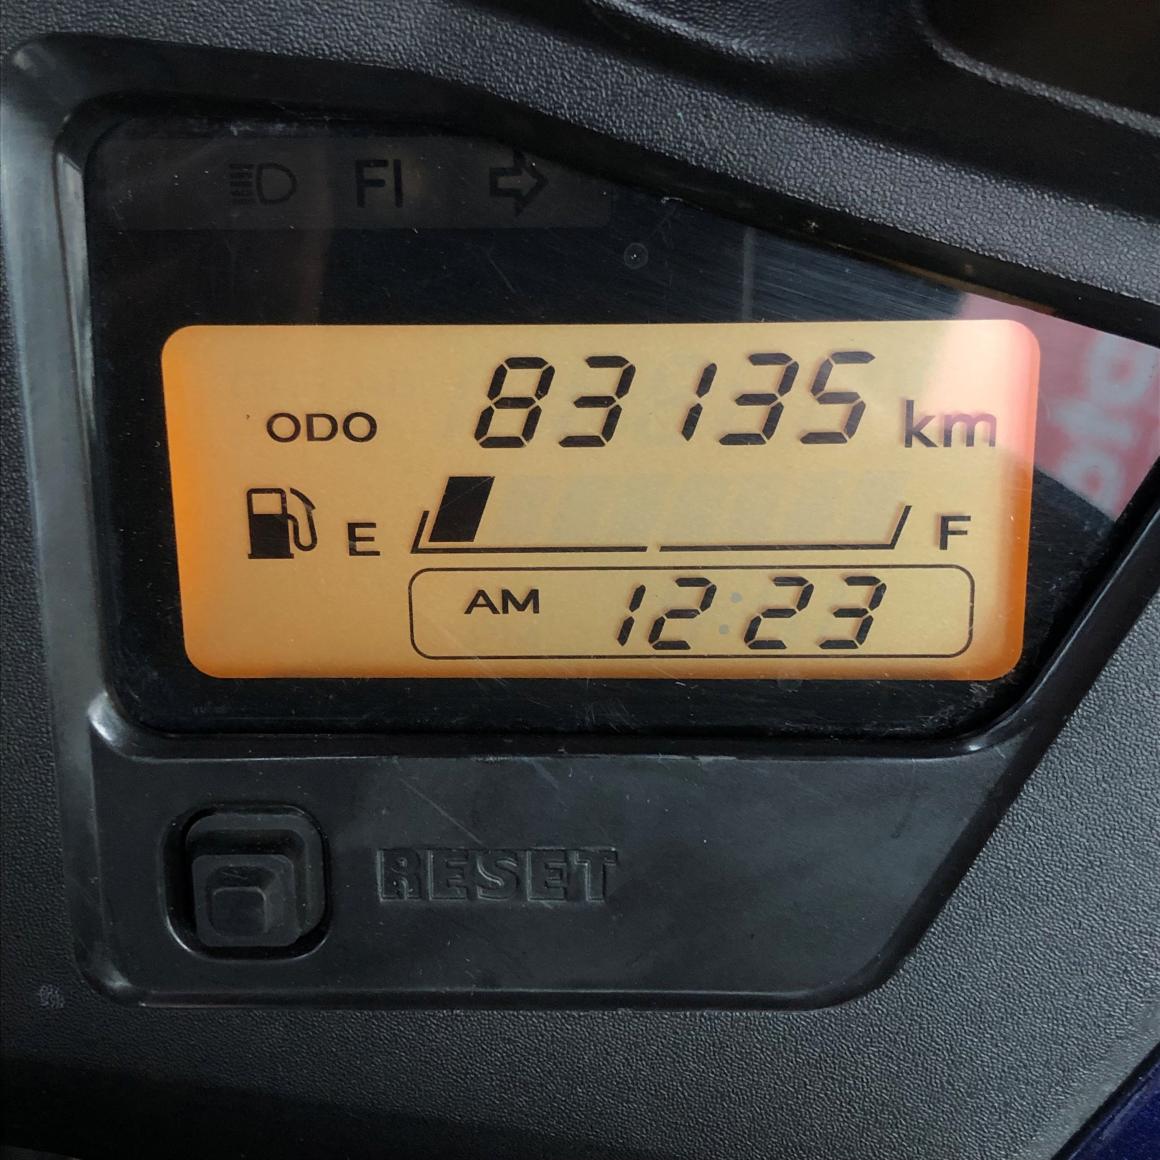 FI
ODO 83135 km
E F
AM 12:23
RESET